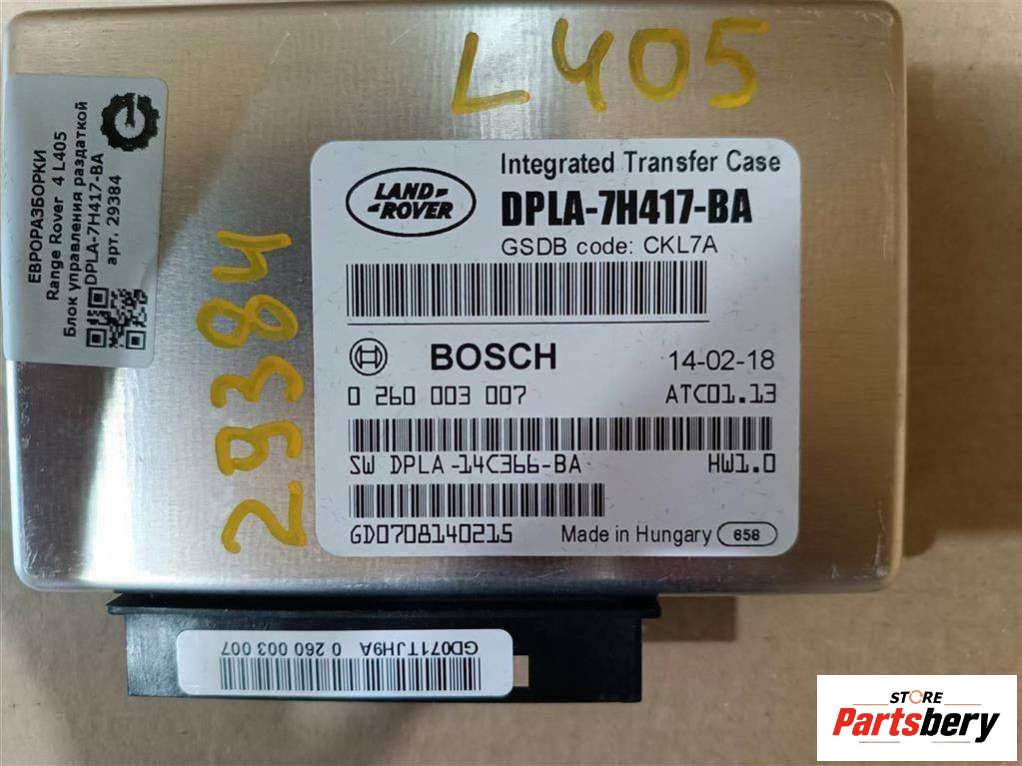 L405
ЕВРОРАЗБОРКИ
Range Rover 4 L405
Блок управления раздаткой
DPLA-7H417-BA
арт. 29384
29384
LAND-
-ROVER
Integrated Transfer Case
DPLA-7H417-BA
GSDB code: CKL7A
BOSCH 14-02-18
0 260 003 007 ATC01.13
SW DPLA-14C366-BA HW1.0
GD0708140215 Made in Hungary 658
GD071TJH9A 0 260 003 007
STORE
Partsbery